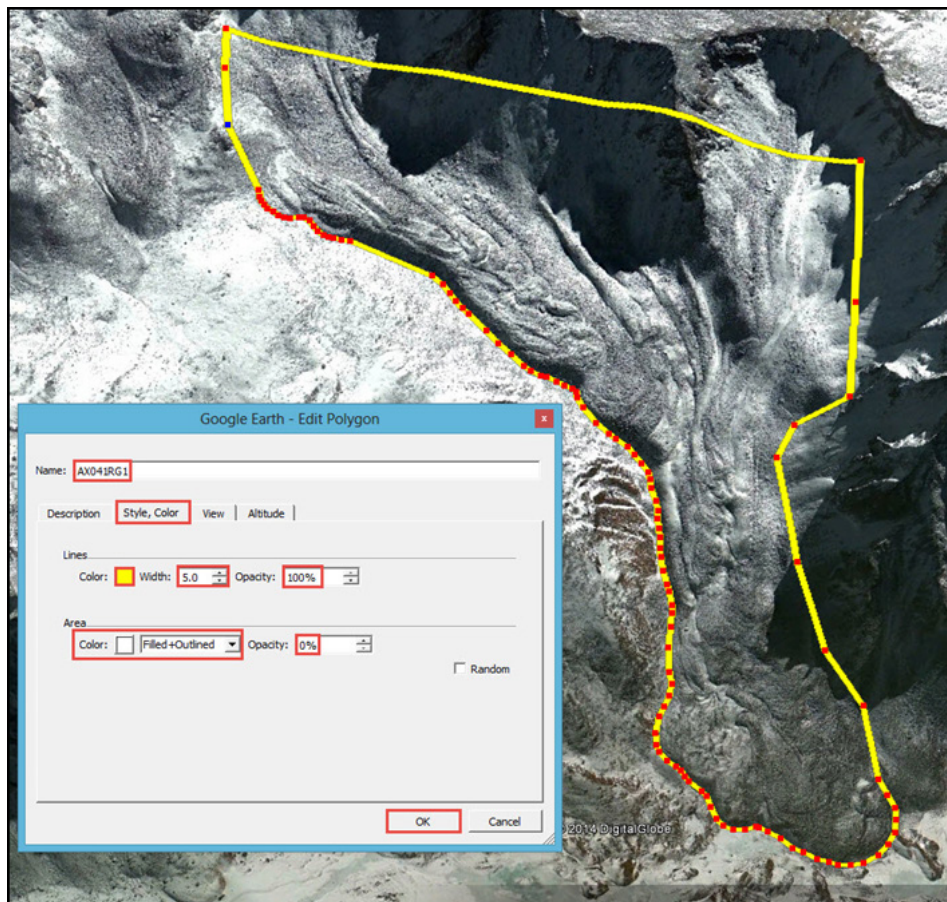 Google Earth - Edit Polygon
x
Name: AX041RG1
Description Style, Color View Altitude
Lines
Color: Width: 5.0 Opacity: 100%
Area
Color: Filled+Outlined Opacity: 0%
Random
OK Cancel
© 2014 DigitalGlobe